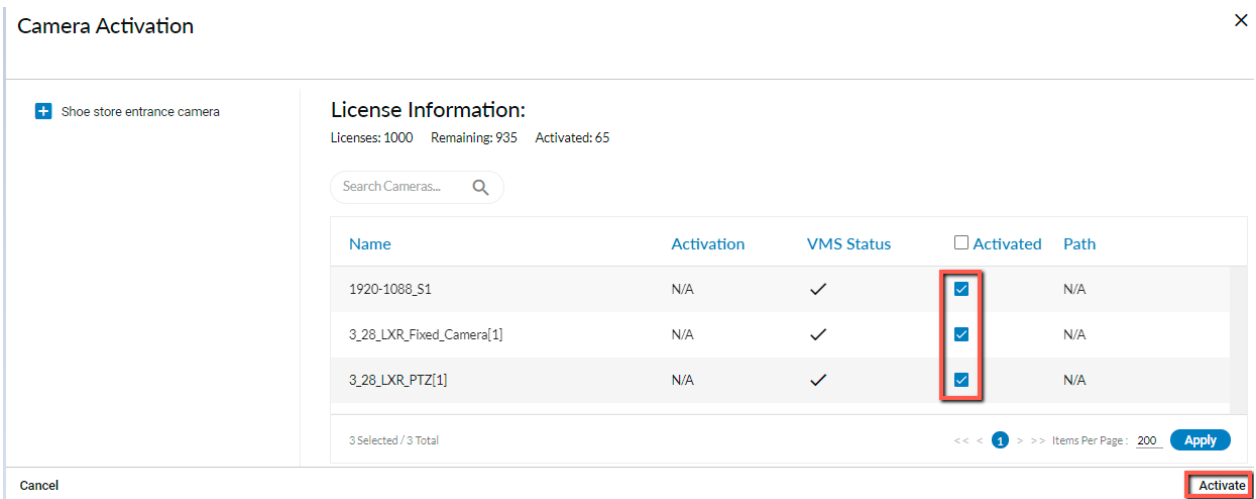 Camera Activation
Shoe store entrance camera
License Information:
Licenses: 1000 Remaining: 935 Activated: 65
Search Cameras...
Name Activation VMS Status Activated Path
1920-1088_S1 N/A N/A
3_28_LXR_Fixed_Camera[1] N/A N/A
3_28_LXR_PTZ[1] N/A N/A
3 Selected / 3 Total << < 1 > >> Items Per Page : 200 Apply
Cancel Activate